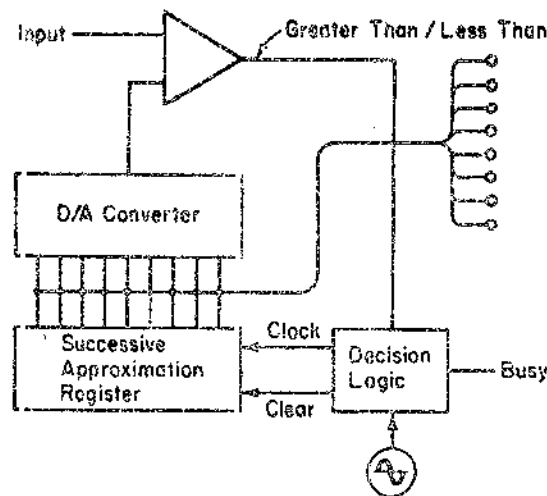 Input
Greater Than / Less Than
D/A Converter
Successive
Approximation
Register
Clock
Clear
Decision
Logic
Busy